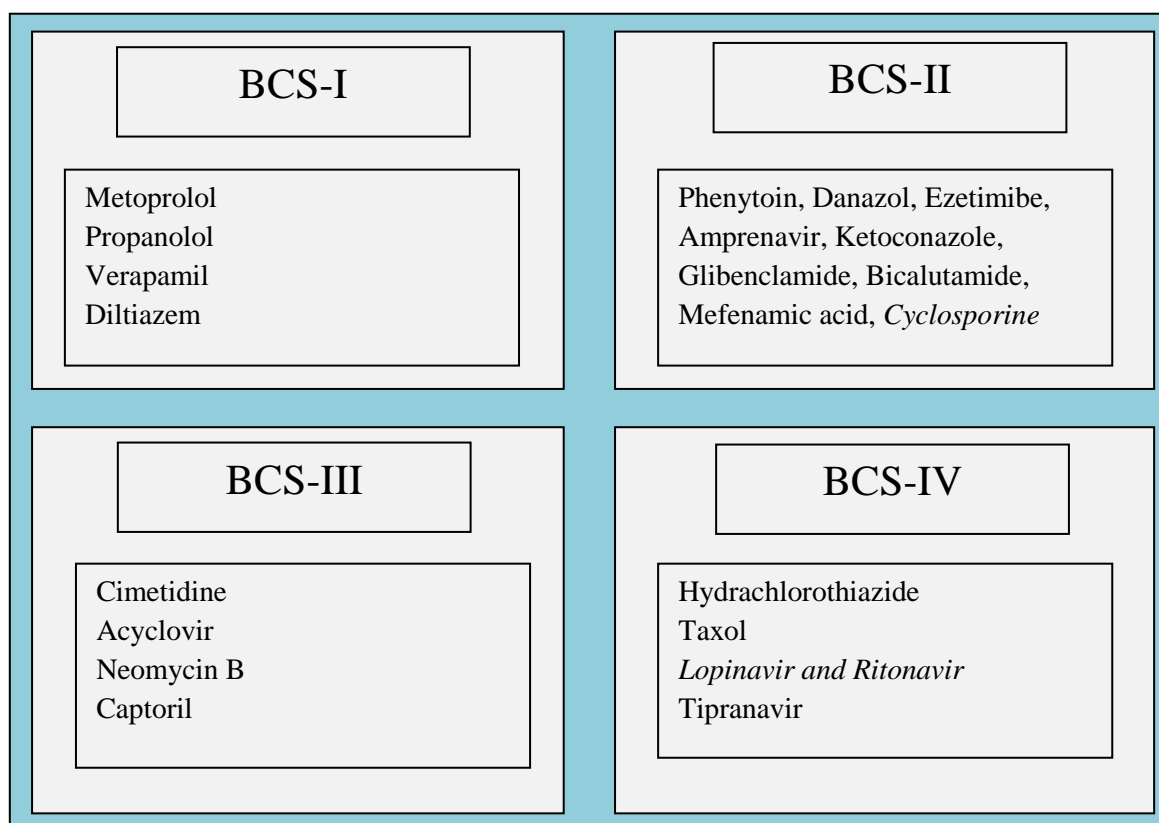 BCS-I
Metoprolol
Propanolol
Verapamil
Diltiazem
BCS-II
Phenytoin, Danazol, Ezetimibe,
Amprenavir, Ketoconazole,
Glibenclamide, Bicalutamide,
Mefenamic acid, Cyclosporine
BCS-III
Cimetidine
Acyclovir
Neomycin B
Captoril
BCS-IV
Hydrachlorothiazide
Taxol
Lopinavir and Ritonavir
Tipranavir